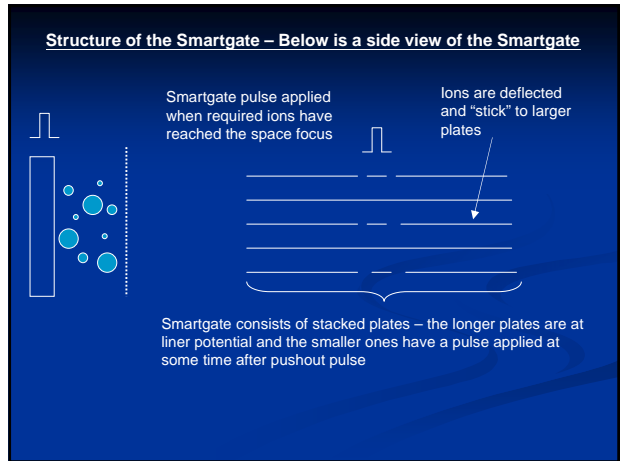 Structure of the Smartgate – Below is a side view of the Smartgate
Smartgate pulse applied
when required ions have
reached the space focus
Ions are deflected
and “stick” to larger
plates
Smartgate consists of stacked plates – the longer plates are at
liner potential and the smaller ones have a pulse applied at
some time after pushout pulse